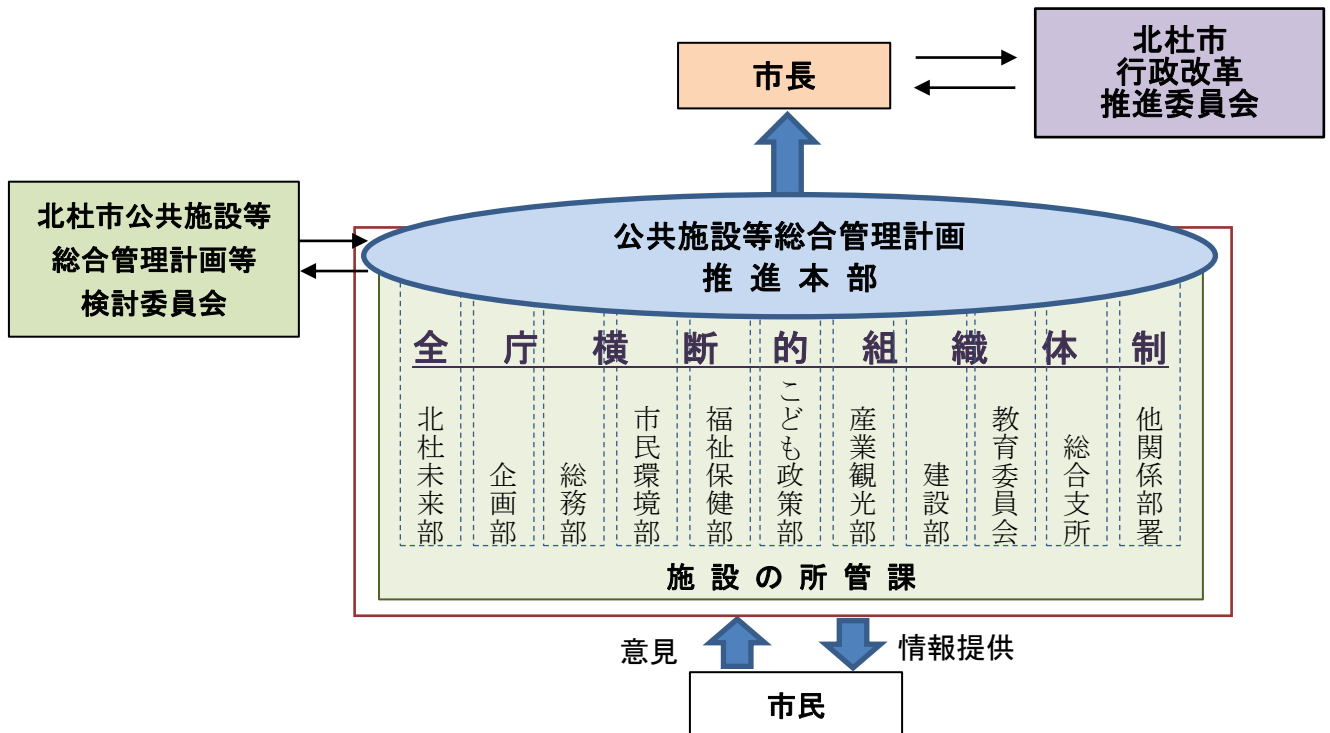 市長
北杜市
行政改革
推進委員会
北杜市公共施設等
総合管理計画等
検討委員会
公共施設等総合管理計画
推進本部
全庁横断的組織体制
北杜未来部
企画部
総務部
市民環境部
福祉保健部
こども政策部
産業観光部
建設部
教育委員会
総合支所
他関係部署
施設の所管課
意見
情報提供
市民